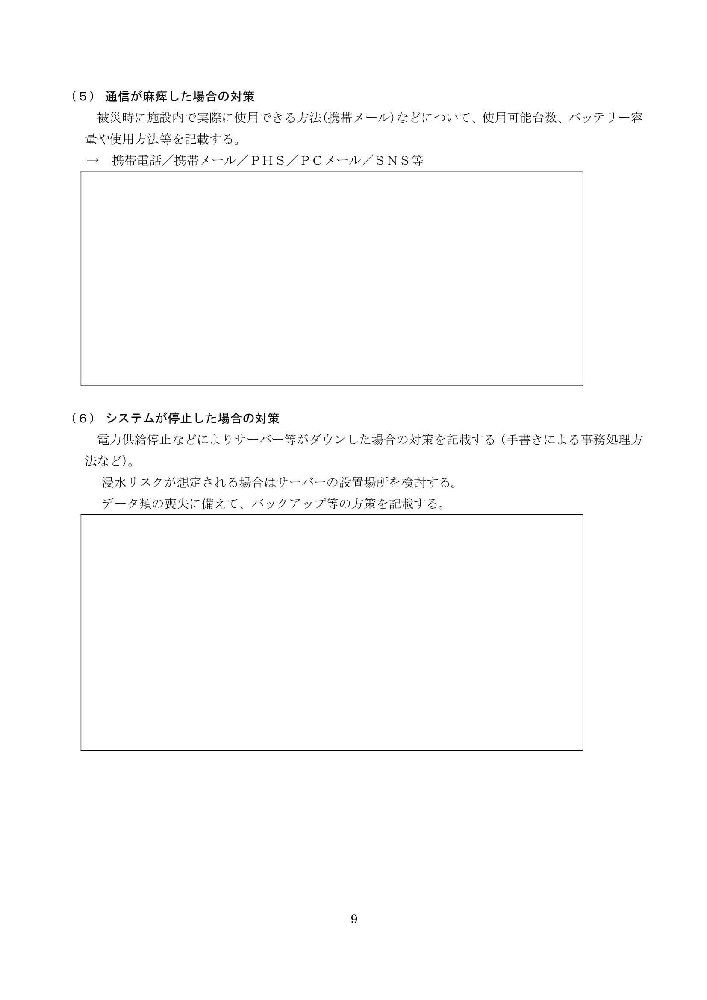 （５） 通信が麻痺した場合の対策
被災時に施設内で実際に使用できる方法(携帯メール)などについて、使用可能台数、バッテリー容
量や使用方法等を記載する。
→　携帯電話／携帯メール／ＰＨＳ／ＰＣメール／ＳＮＳ等
（６） システムが停止した場合の対策
電力供給停止などによりサーバー等がダウンした場合の対策を記載する（手書きによる事務処理方
法など）。
浸水リスクが想定される場合はサーバーの設置場所を検討する。
データ類の喪失に備えて、バックアップ等の方策を記載する。
9